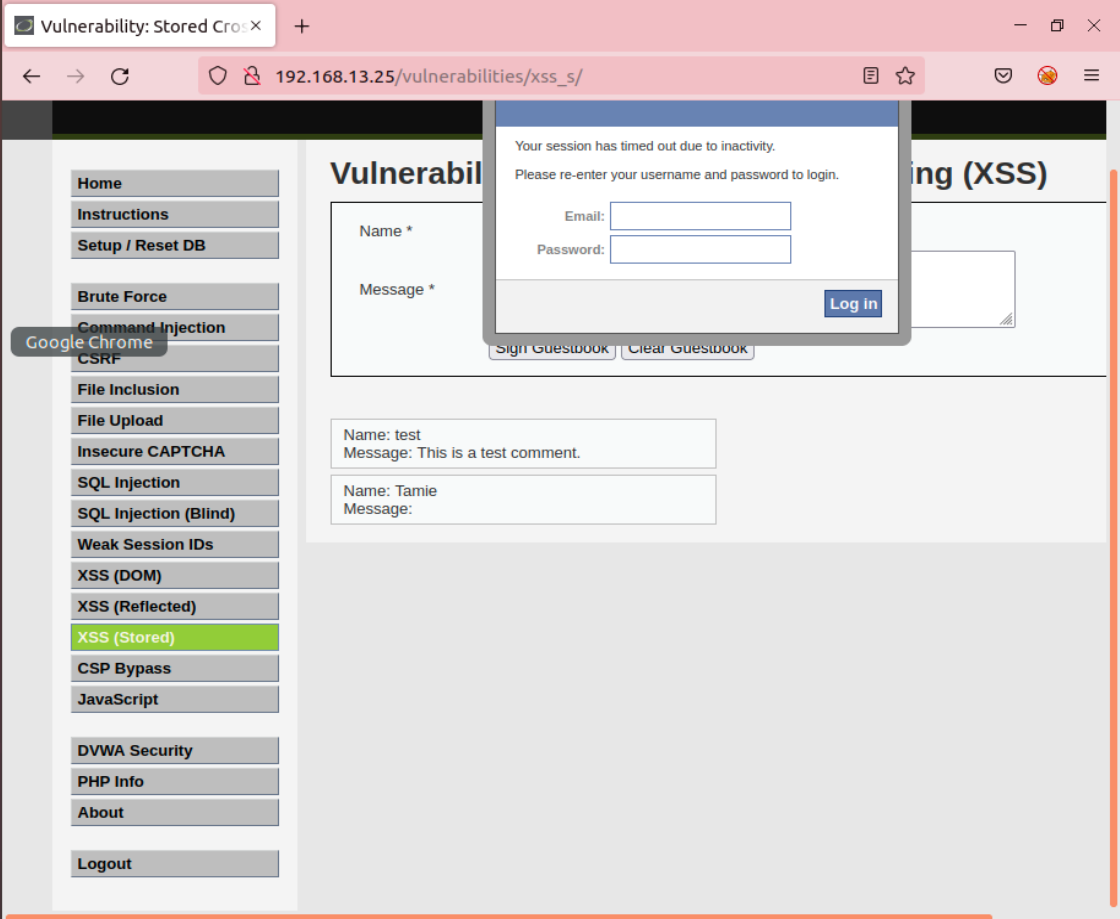 Vulnerability: Stored Cros
192.168.13.25/vulnerabilities/xss_s/
Home
Instructions
Setup / Reset DB
Brute Force
Command Injection
Google Chrome
CSRF
File Inclusion
File Upload
Insecure CAPTCHA
SQL Injection
SQL Injection (Blind)
Weak Session IDs
XSS (DOM)
XSS (Reflected)
XSS (Stored)
CSP Bypass
JavaScript
DVWA Security
PHP Info
About
Logout
Vulnerabil ing (XSS)
Name *
Message *
Your session has timed out due to inactivity.
Please re-enter your username and password to login.
Email:
Password:
Log in
Sign Guestbook Clear Guestbook
Name: test
Message: This is a test comment.
Name: Tamie
Message: